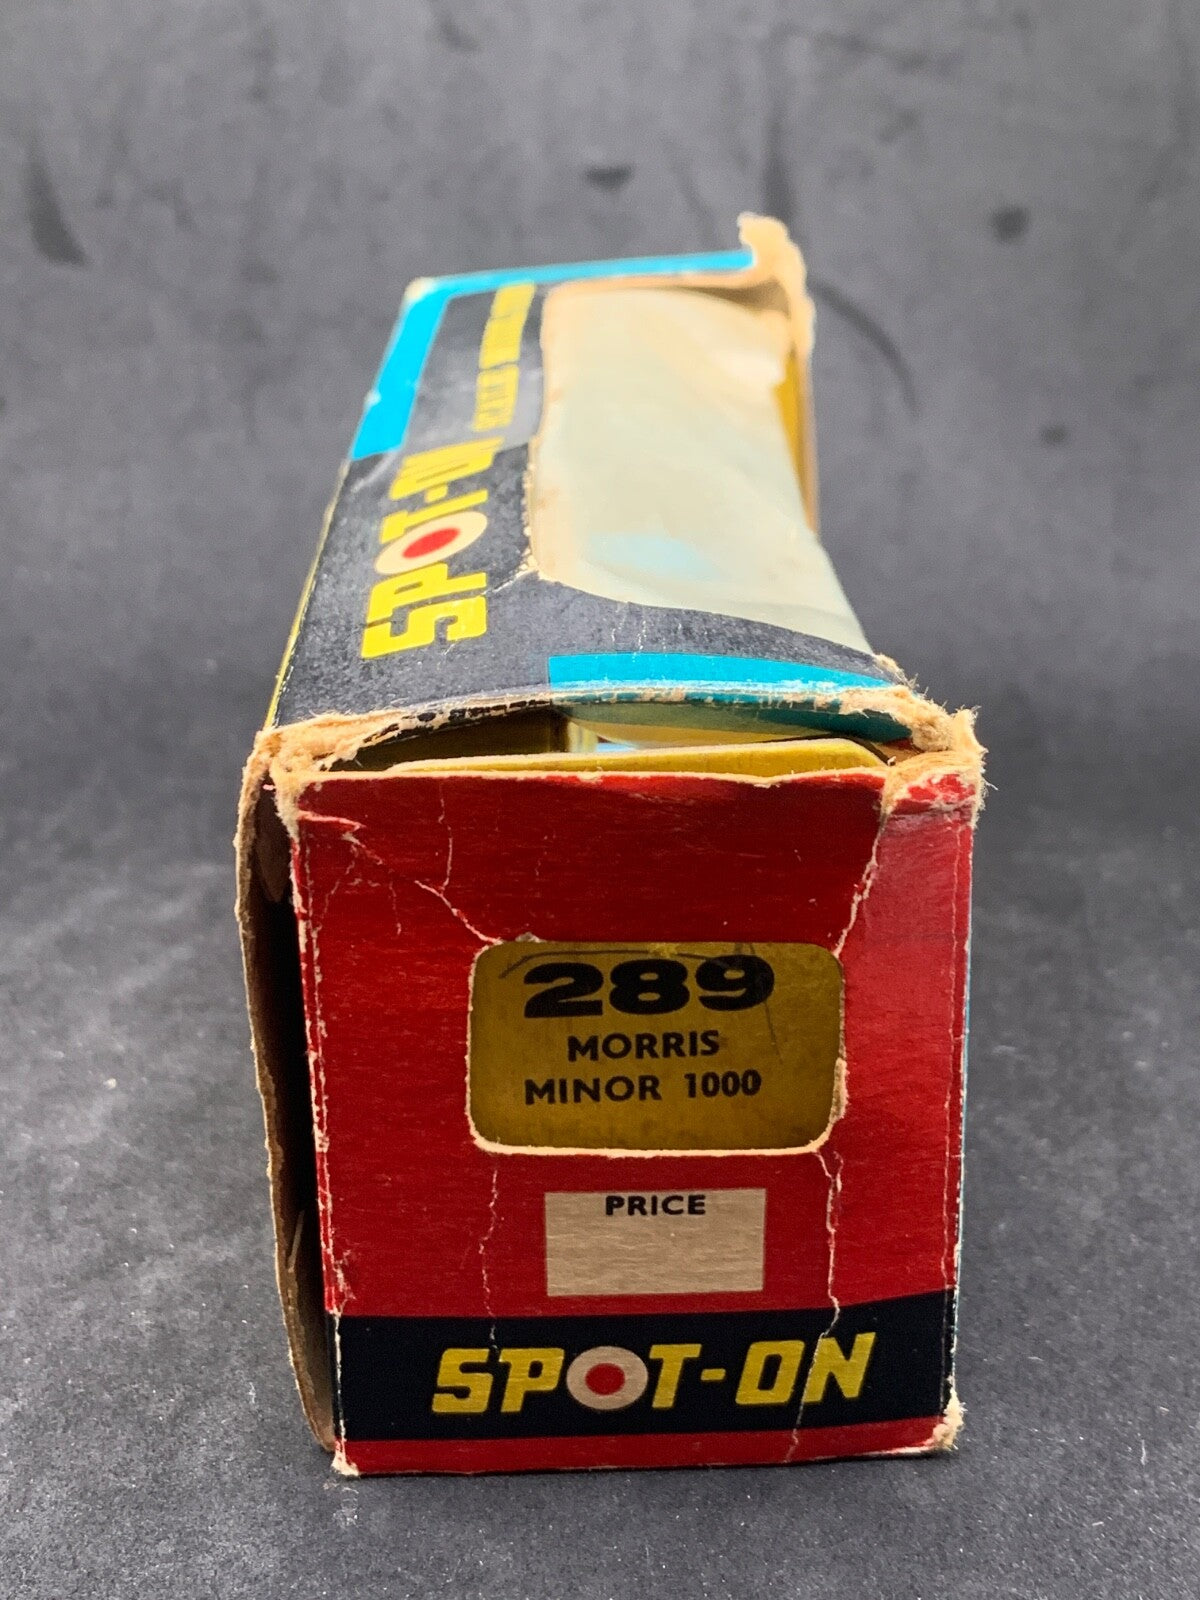 SPOT-ON
289
MORRIS
MINOR 1000
PRICE
SPOT-ON